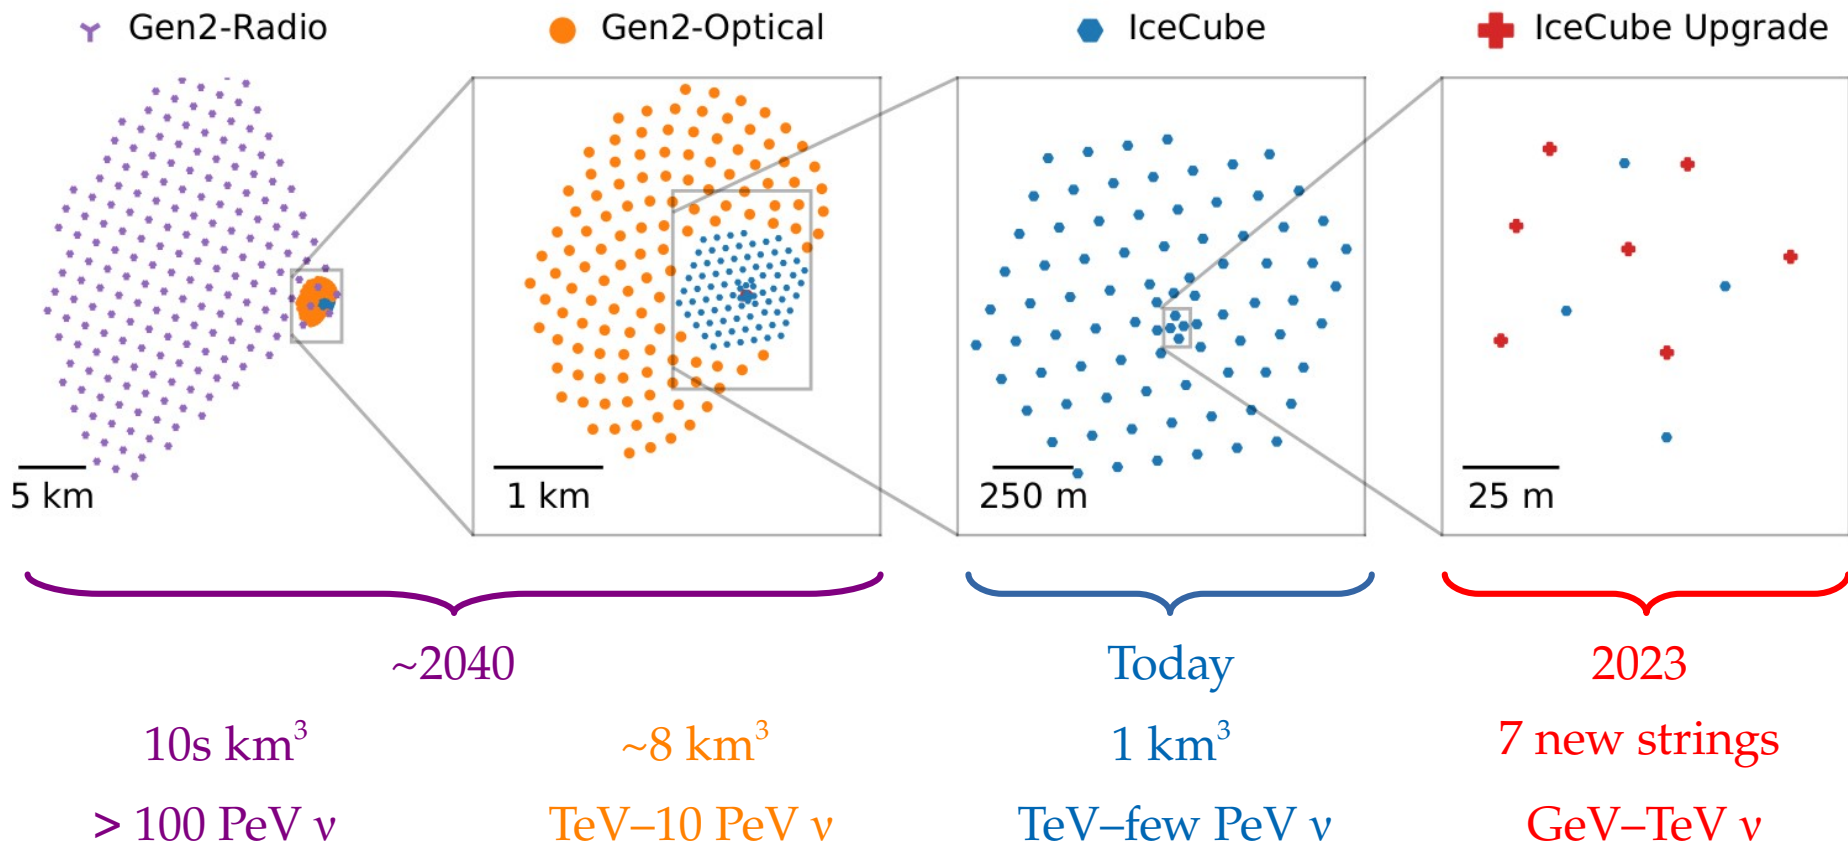 Gen2-Radio
Gen2-Optical
IceCube
IceCube Upgrade
5 km
1 km
250 m
25 m
~2040
Today
2023
10s km³
~8 km³
1 km³
7 new strings
> 100 PeV ν
TeV–10 PeV ν
TeV–few PeV ν
GeV–TeV ν